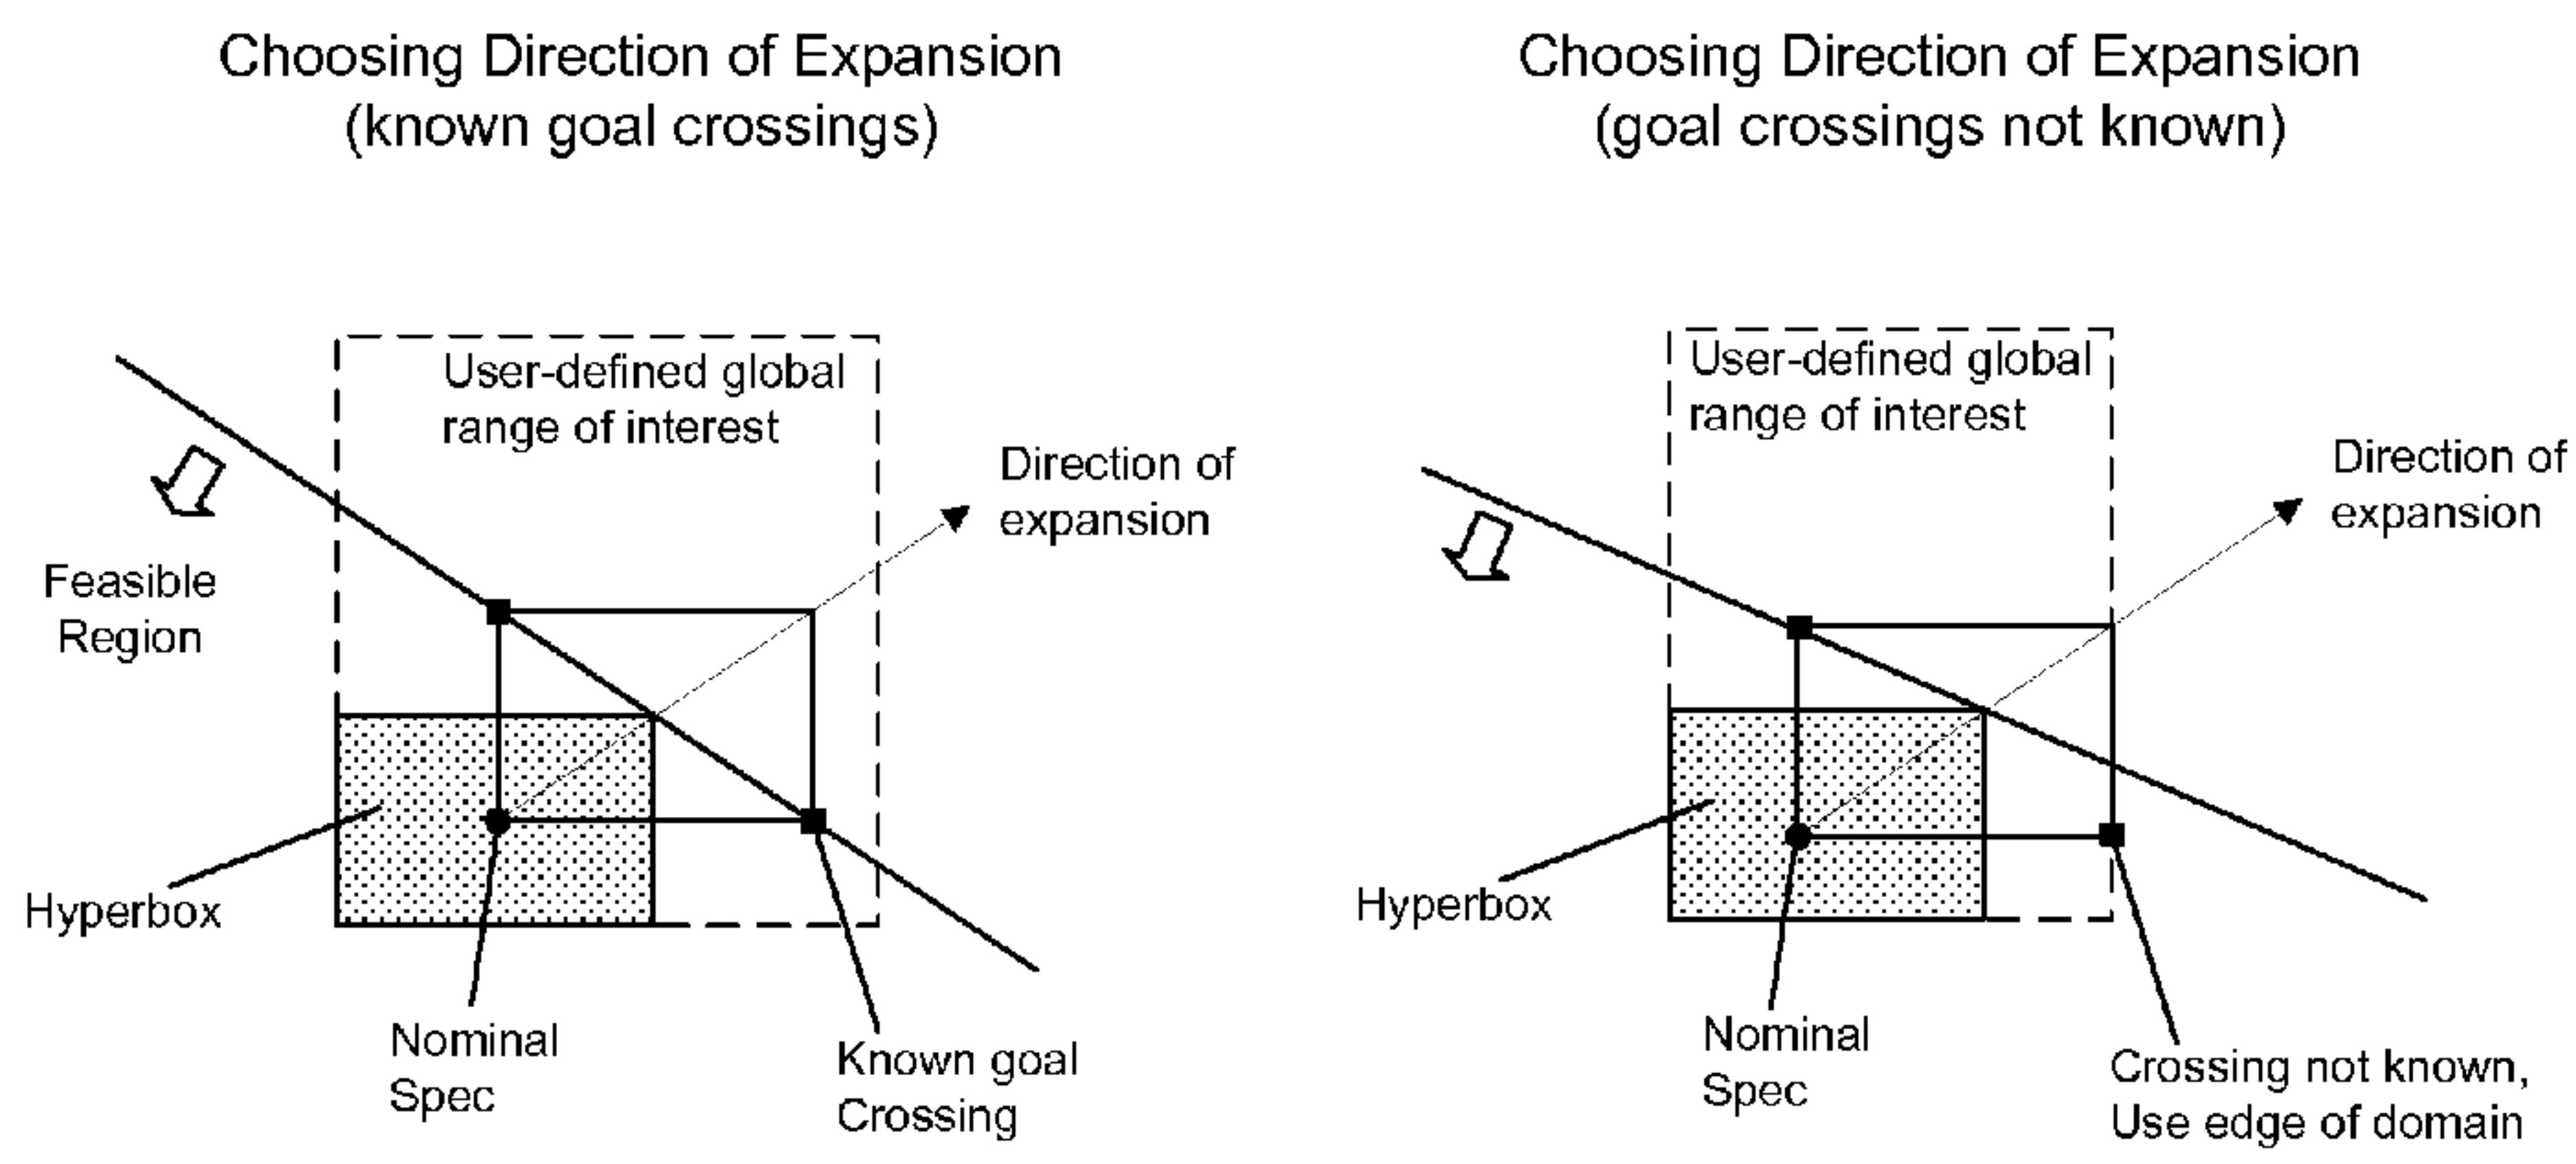 Choosing Direction of Expansion
(known goal crossings)
User-defined global
range of interest
Direction of
expansion
Feasible
Region
Hyperbox
Nominal
Spec
Known goal
Crossing
Choosing Direction of Expansion
(goal crossings not known)
User-defined global
range of interest
Direction of
expansion
Hyperbox
Nominal
Spec
Crossing not known,
Use edge of domain